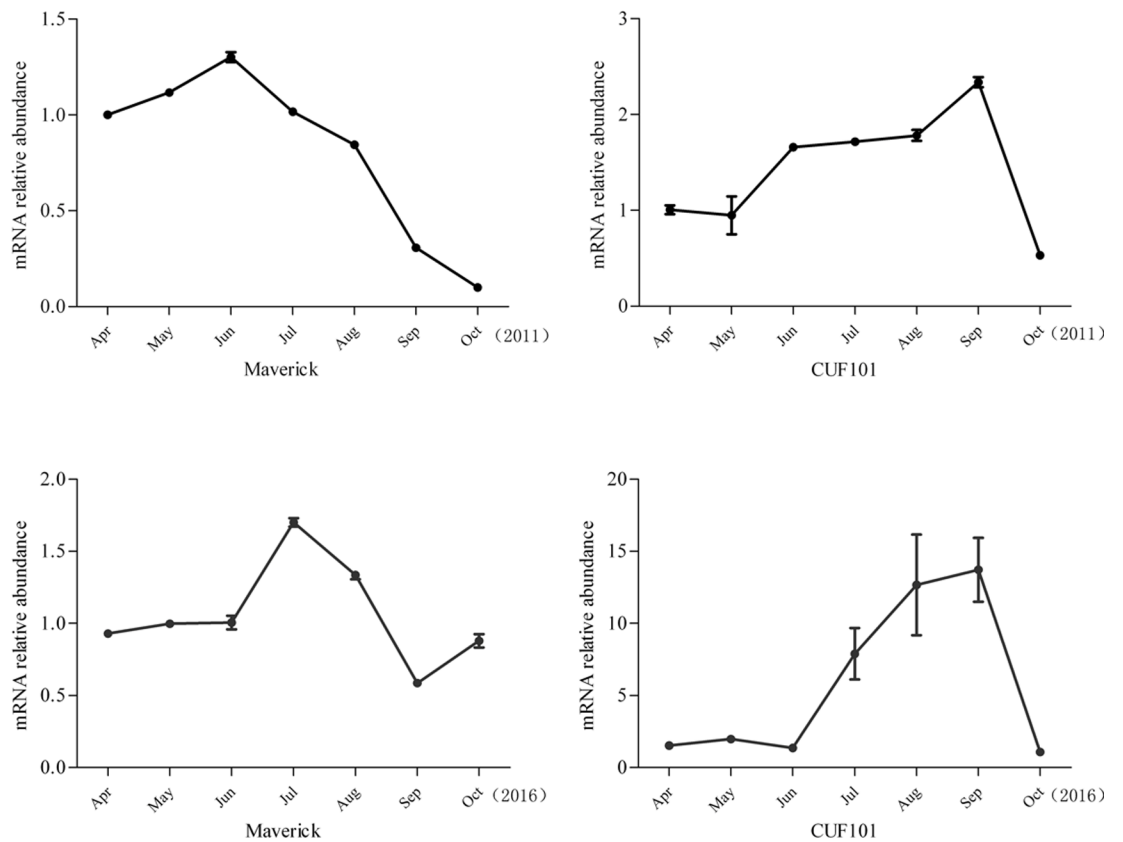 mRNA relative abundance
1.5
1.0
0.5
0.0
Apr May Jun Jul Aug Sep Oct（2011）
Maverick
mRNA relative abundance
3
2
1
0
Apr May Jun Jul Aug Sep Oct（2011）
CUF101
mRNA relative abundance
2.0
1.5
1.0
0.5
0.0
Apr May Jun Jul Aug Sep Oct（2016）
Maverick
mRNA relative abundance
20
15
10
5
0
Apr May Jun Jul Aug Sep Oct（2016）
CUF101